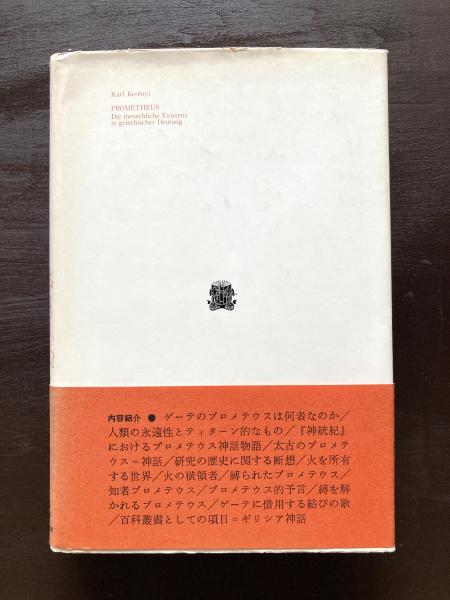 Karl Kerényi
PROMETHEUS
Die menschliche Existenz
in griechischer Deutung
内容紹介 ● ゲーテのプロメテウスは何者なのか/
人類の永遠性とティターン的なもの/『神統紀』
におけるプロメテウス神話物語/太古のプロメテ
ウス=神話/研究の歴史に関する断想/火を所有
する世界/火の横領者/縛られたプロメテウス/
知者プロメテウス/プロメテウス的予言/縛を解
かれるプロメテウス/ゲーテに借用する結びの歌
/百科叢書としての項目=ギリシア神話